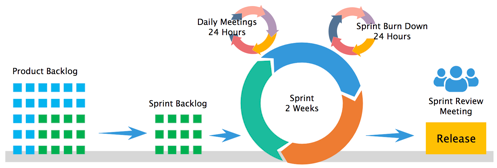 Daily Meetings
24 Hours
Sprint Burn Down
24 Hours
Product Backlog
Sprint Backlog
Sprint
2 Weeks
Sprint Review
Meeting
Release